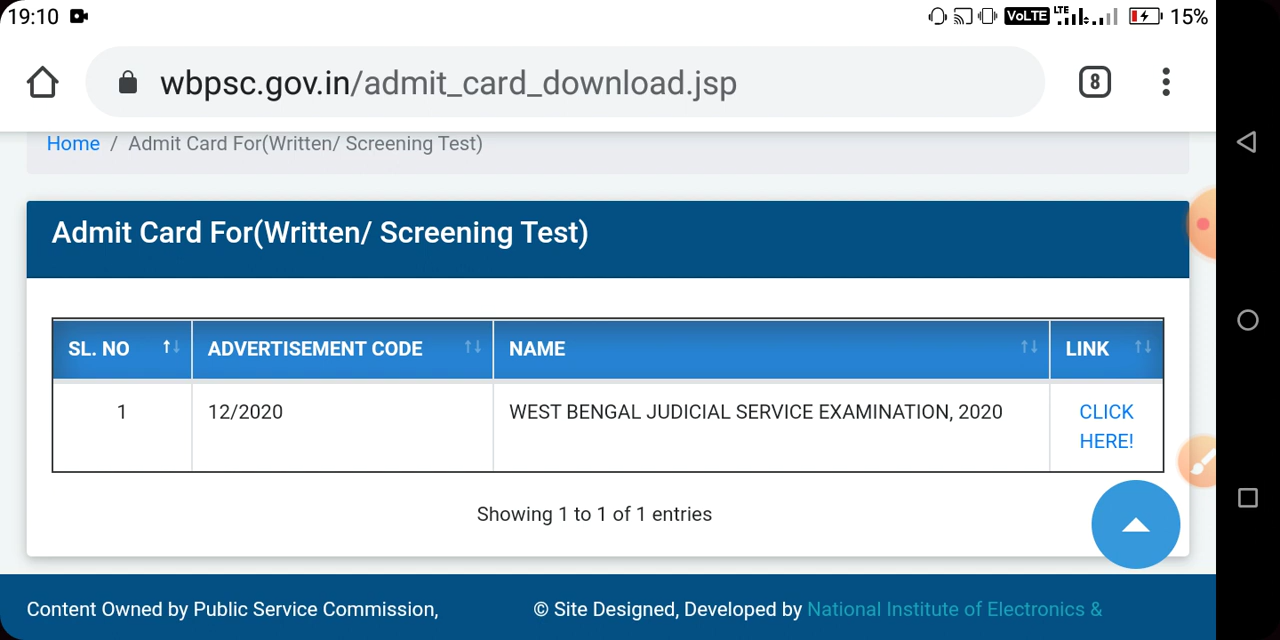 19:10 VoLTE LTE 15%
wbpsc.gov.in/admit_card_download.jsp 8
Home / Admit Card For(Written/ Screening Test)
Admit Card For(Written/ Screening Test)
SL. NO ADVERTISEMENT CODE NAME LINK
1 12/2020 WEST BENGAL JUDICIAL SERVICE EXAMINATION, 2020 CLICK
HERE!
Showing 1 to 1 of 1 entries
Content Owned by Public Service Commission, © Site Designed, Developed by National Institute of Electronics &